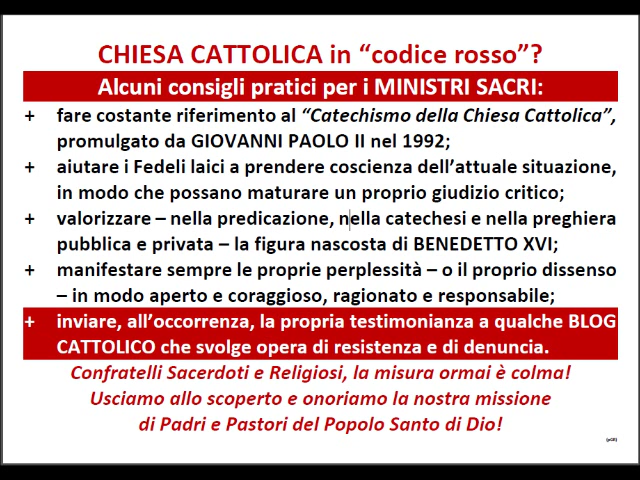 CHIESA CATTOLICA in “codice rosso”?
Alcuni consigli pratici per i MINISTRI SACRI:
+ fare costante riferimento al “Catechismo della Chiesa Cattolica”,
promulgato da GIOVANNI PAOLO II nel 1992;
+ aiutare i Fedeli laici a prendere coscienza dell’attuale situazione,
in modo che possano maturare un proprio giudizio critico;
+ valorizzare – nella predicazione, nella catechesi e nella preghiera
pubblica e privata – la figura nascosta di BENEDETTO XVI;
+ manifestare sempre le proprie perplessità – o il proprio dissenso
– in modo aperto e coraggioso, ragionato e responsabile;
+ inviare, all’occorrenza, la propria testimonianza a qualche BLOG
CATTOLICO che svolge opera di resistenza e di denuncia.
Confratelli Sacerdoti e Religiosi, la misura ormai è colma!
Usciamo allo scoperto e onoriamo la nostra missione
di Padri e Pastori del Popolo Santo di Dio!